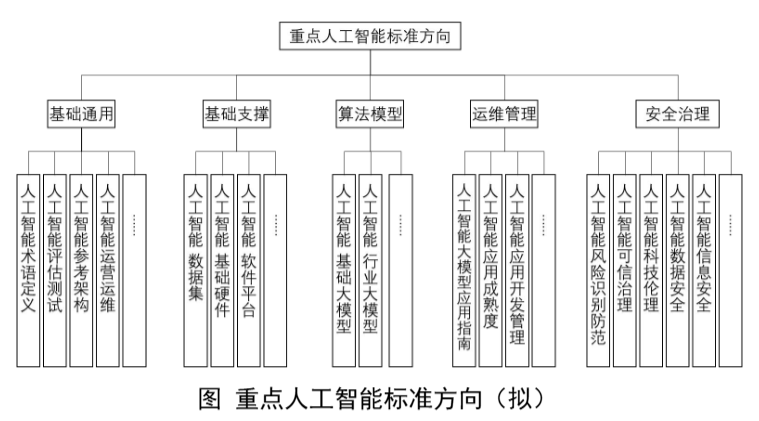 重点人工智能标准方向
基础通用
基础支撑
算法模型
运维管理
安全治理
人工智能术语定义
人工智能评估测试
人工智能参考架构
人工智能运营运维
……
人工智能 数据集
人工智能 基础硬件
人工智能 软件平台
……
人工智能 基础大模型
人工智能 行业大模型
……
人工智能大模型应用指南
人工智能应用成熟度
人工智能应用开发管理
……
人工智能风险识别防范
人工智能可信治理
人工智能科技伦理
人工智能数据安全
人工智能信息安全
……
图 重点人工智能标准方向（拟）